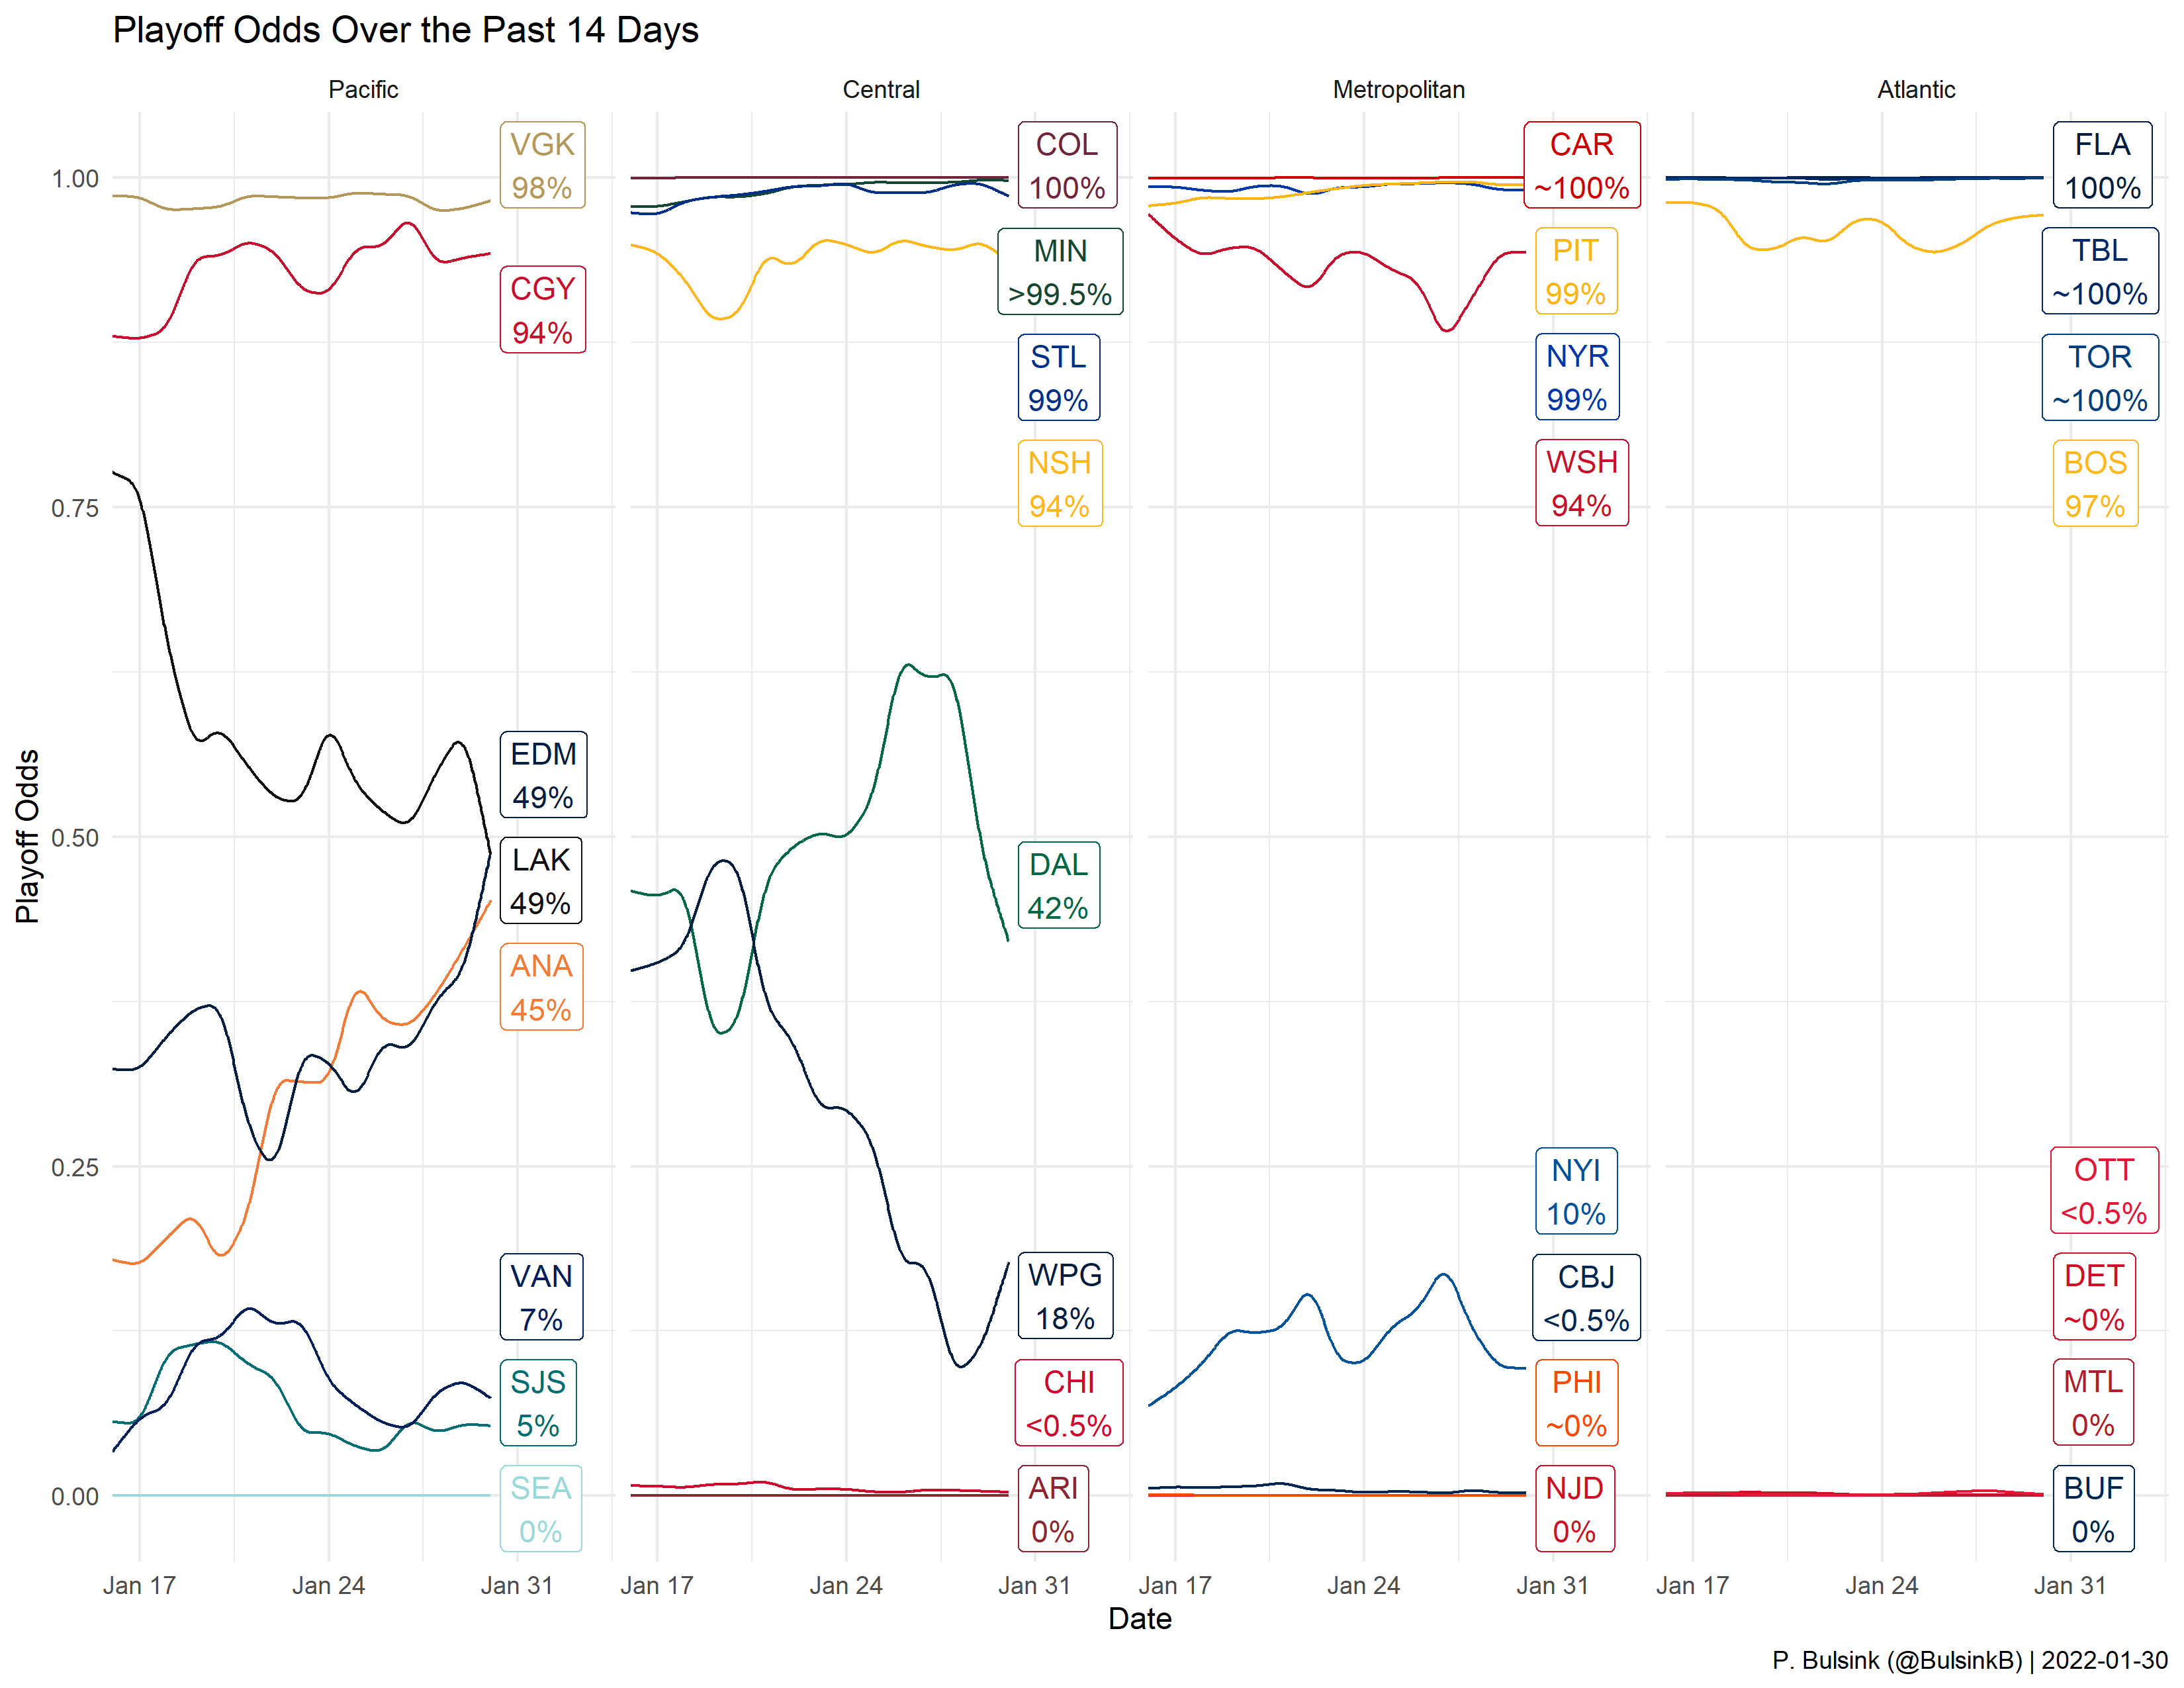 Playoff Odds Over the Past 14 Days
Pacific
Central
Metropolitan
Atlantic
Playoff Odds
1.00
0.75
0.50
0.25
0.00
VGK
98%
CGY
94%
EDM
49%
LAK
49%
ANA
45%
VAN
7%
SJS
5%
SEA
0%
COL
100%
MIN
>99.5%
STL
99%
NSH
94%
DAL
42%
WPG
18%
CHI
<0.5%
ARI
0%
CAR
~100%
PIT
99%
NYR
99%
WSH
94%
NYI
10%
CBJ
<0.5%
PHI
~0%
NJD
0%
FLA
100%
TBL
~100%
TOR
~100%
BOS
97%
OTT
<0.5%
DET
~0%
MTL
0%
BUF
0%
Jan 17 Jan 24 Jan 31
Jan 17 Jan 24 Jan 31
Jan 17 Jan 24 Jan 31
Jan 17 Jan 24 Jan 31
Date
P. Bulsink (@BulsinkB) | 2022-01-30